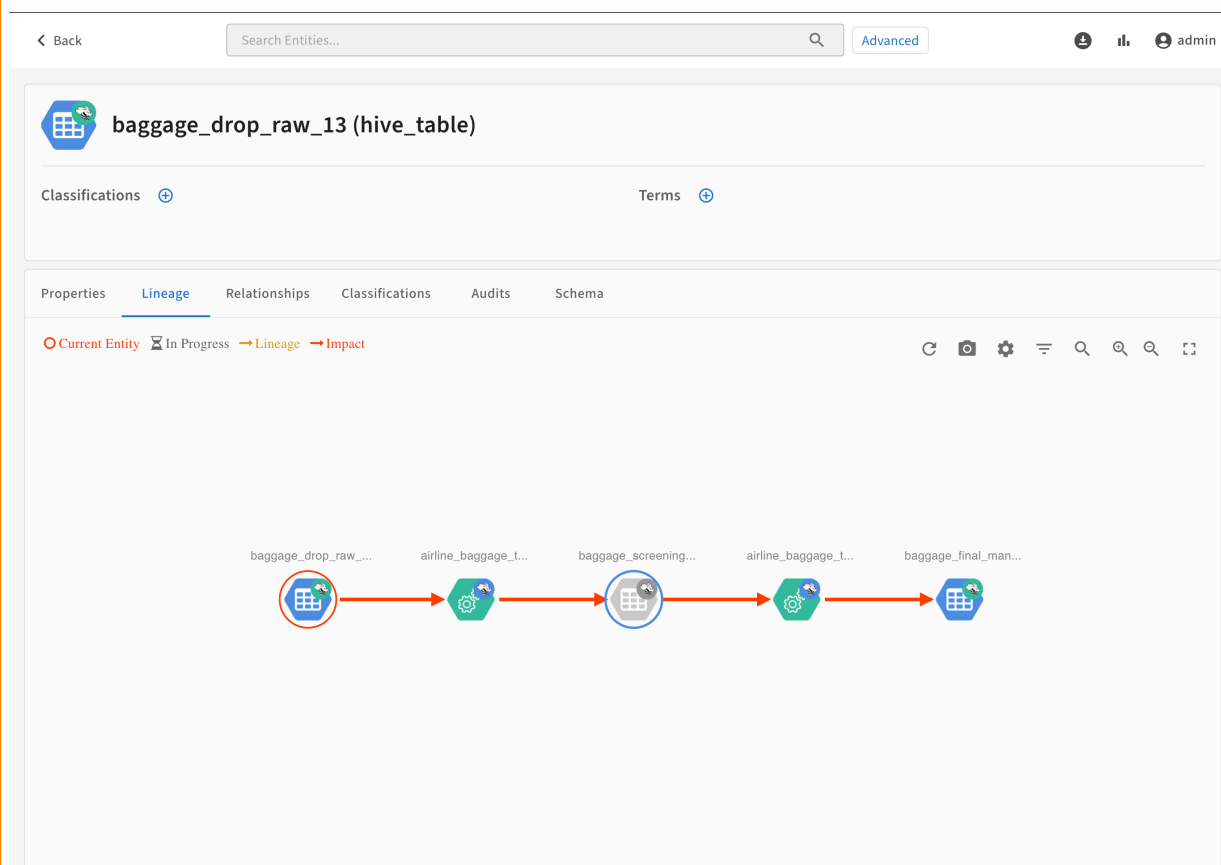 Back
Search Entities...
Advanced
admin
baggage_drop_raw_13 (hive_table)
Classifications
Terms
Properties Lineage Relationships Classifications Audits Schema
Current Entity In Progress Lineage Impact
baggage_drop_raw_... airline_baggage_t... baggage_screening... airline_baggage_t... baggage_final_man...